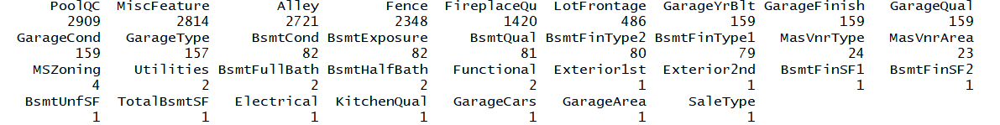 PoolQC MiscFeature Alley Fence FireplaceQu LotFrontage GarageYrBlt GarageFinish GarageQual
2909 2814 2721 2348 1420 486 159 159 159
GarageCond GarageType BsmtCond BsmtExposure BsmtQual BsmtFinType2 BsmtFinType1 MasVnrType MasVnrArea
159 157 82 82 81 80 79 24 23
MSZoning Utilities BsmtFullBath BsmtHalfBath Functional Exterior1st Exterior2nd BsmtFinSF1 BsmtFinSF2
4 2 2 2 2 1 1 1 1
BsmtUnfSF TotalBsmtSF Electrical KitchenQual GarageCars GarageArea SaleType
1 1 1 1 1 1 1